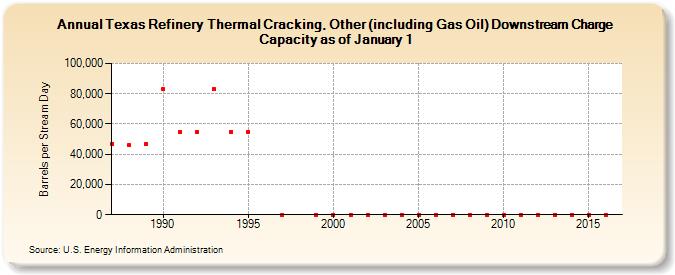 Annual Texas Refinery Thermal Cracking, Other (including Gas Oil) Downstream Charge
Capacity as of January 1
Barrels per Stream Day
100,000
80,000
60,000
40,000
20,000
0
1990 1995 2000 2005 2010 2015
Source: U.S. Energy Information Administration